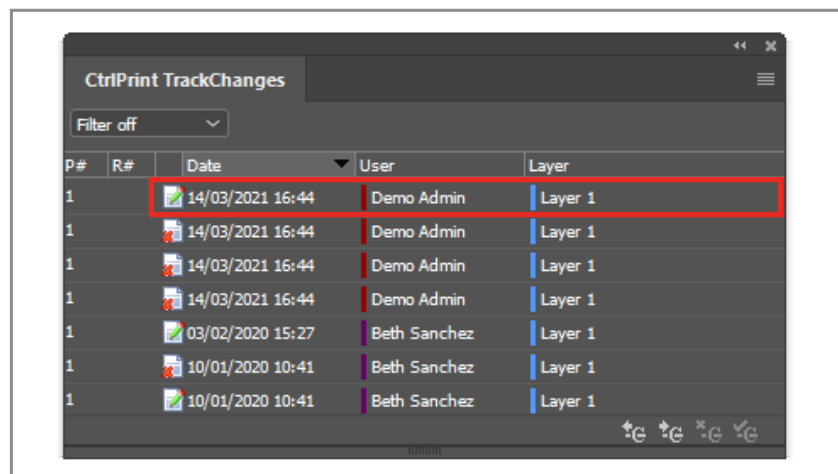 CtrlPrint TrackChanges
Filter off
P# R# Date User Layer
1 14/03/2021 16:44 Demo Admin Layer 1
1 14/03/2021 16:44 Demo Admin Layer 1
1 14/03/2021 16:44 Demo Admin Layer 1
1 14/03/2021 16:44 Demo Admin Layer 1
1 03/02/2020 15:27 Beth Sanchez Layer 1
1 10/01/2020 10:41 Beth Sanchez Layer 1
1 10/01/2020 10:41 Beth Sanchez Layer 1